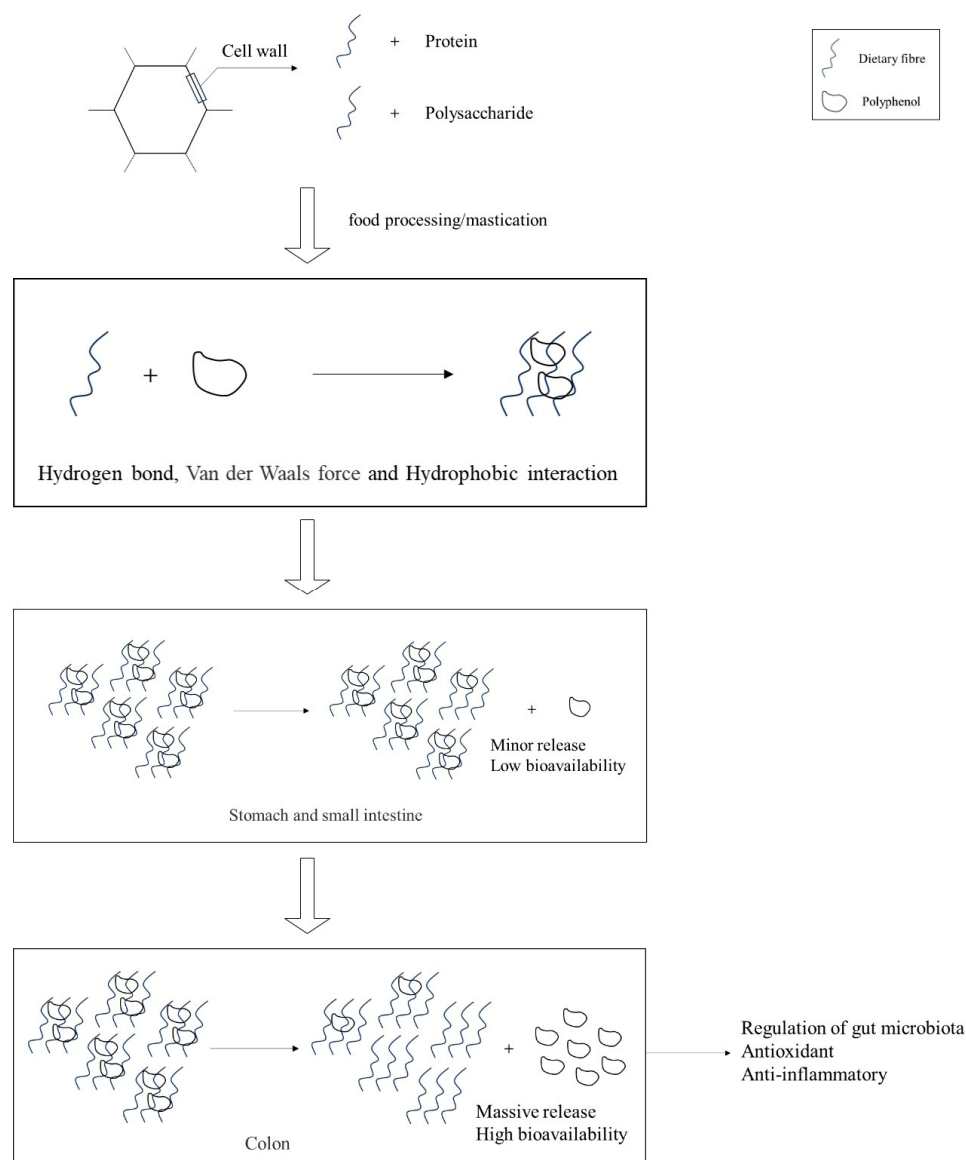 Cell wall
+ Protein
+ Polysaccharide
Dietary fibre
Polyphenol
food processing/mastication
+
Hydrogen bond, Van der Waals force and Hydrophobic interaction
+
Minor release
Low bioavailability
Stomach and small intestine
+
Massive release
High bioavailability
Colon
Regulation of gut microbiota
Antioxidant
Anti-inflammatory